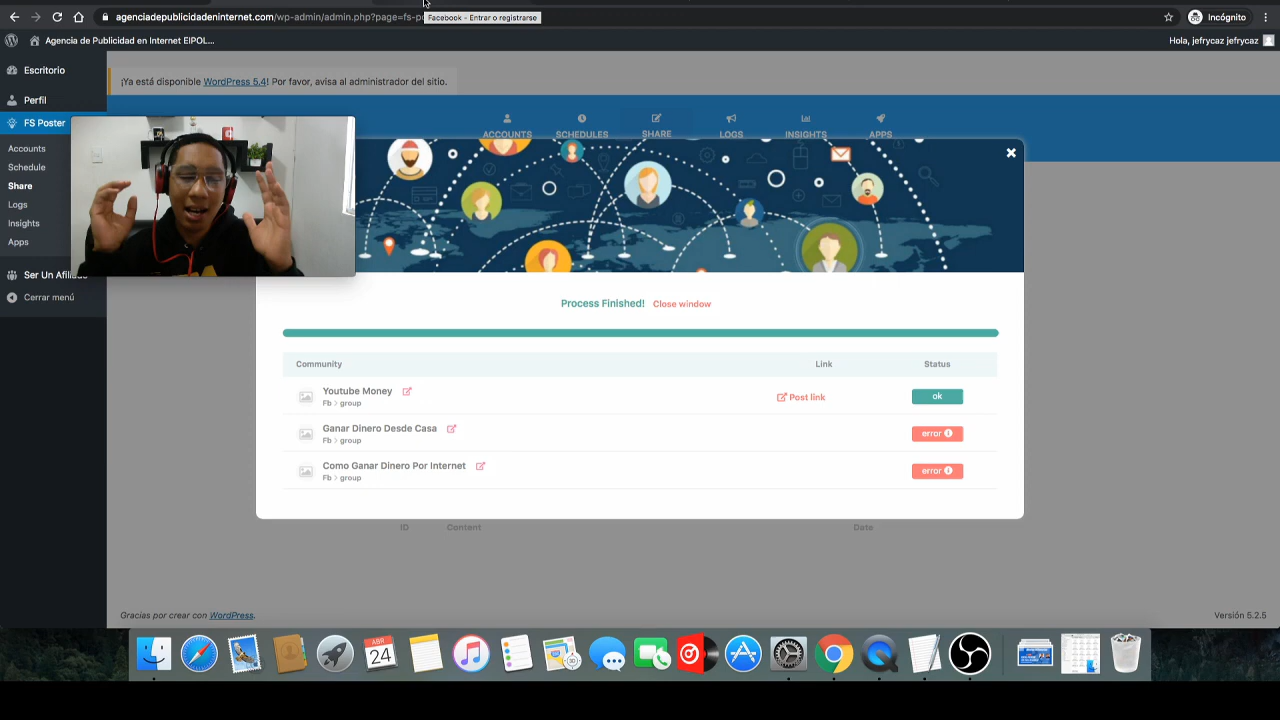 agenciadepublicidadeninternet.com/wp-admin/admin.php?page=fs-p
Facebook - Entrar o registrarse
Incógnito
Agencia de Publicidad en Internet EIPOL...
Hola, jefrycaz jefrycaz
Escritorio
Perfil
FS Poster
Accounts
Schedule
Share
Logs
Insights
Apps
Ser Un Afilia
Cerrar menú
¡Ya está disponible WordPress 5.4! Por favor, avisa al administrador del sitio.
ACCOUNTS SCHEDULES SHARE LOGS INSIGHTS APPS
Process Finished! Close window
Community Link Status
Youtube Money
Fb > group
Post link
ok
Ganar Dinero Desde Casa
Fb > group
error
Como Ganar Dinero Por Internet
Fb > group
error
ID Content Date
Gracias por crear con WordPress.
Versión 5.2.5
ABR
24